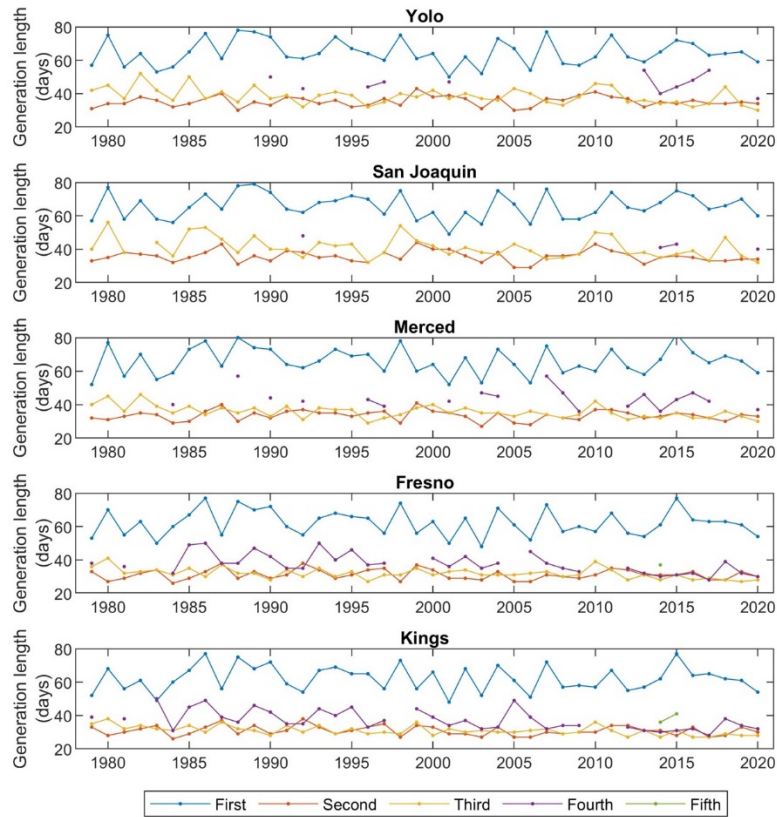 Yolo
Generation length
(days)
80
60
40
20
1980 1985 1990 1995 2000 2005 2010 2015 2020
San Joaquin
Generation length
(days)
80
60
40
20
1980 1985 1990 1995 2000 2005 2010 2015 2020
Merced
Generation length
(days)
80
60
40
20
1980 1985 1990 1995 2000 2005 2010 2015 2020
Fresno
Generation length
(days)
80
60
40
20
1980 1985 1990 1995 2000 2005 2010 2015 2020
Kings
Generation length
(days)
80
60
40
20
1980 1985 1990 1995 2000 2005 2010 2015 2020
First Second Third Fourth Fifth